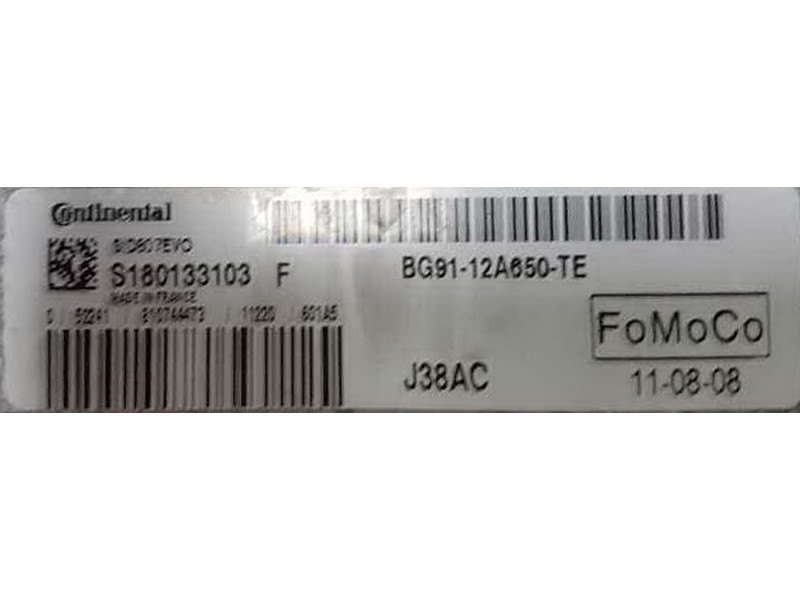 Continental
SID807EVO
S180133103 F
MADE IN FRANCE
BG91-12A650-TE
FoMoCo
J38AC
11-08-08